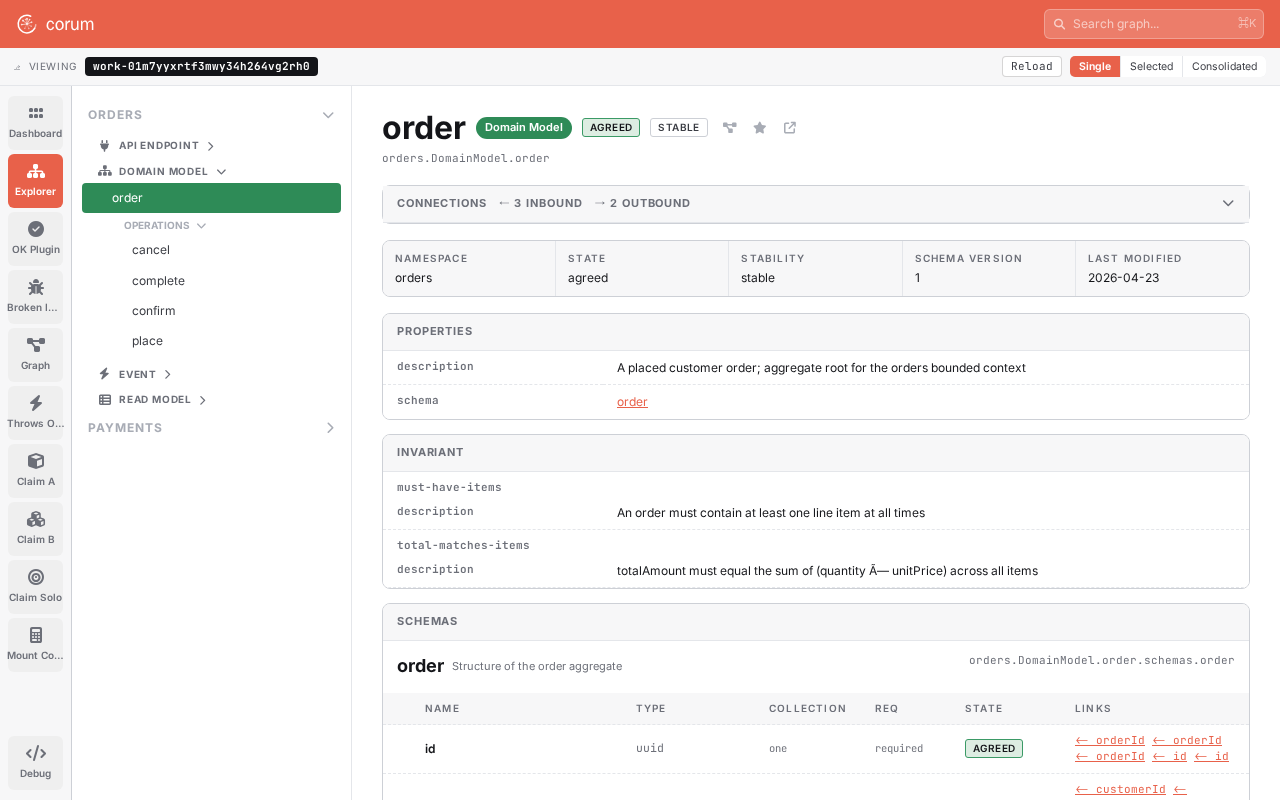 corum
Search graph... ⌘K
VIEWING work-01m7yyxrtf3mwy34h264vg2rh0
Reload Single Selected Consolidated
Dashboard
Explorer
OK Plugin
Broken I...
Graph
Throws O...
Claim A
Claim B
Claim Solo
Mount Co...
Debug
ORDERS
API ENDPOINT
DOMAIN MODEL
order
OPERATIONS
cancel
complete
confirm
place
EVENT
READ MODEL
PAYMENTS
order Domain Model AGREED STABLE
orders.DomainModel.order
CONNECTIONS ← 3 INBOUND → 2 OUTBOUND
NAMESPACE STATE STABILITY SCHEMA VERSION LAST MODIFIED
orders agreed stable 1 2026-04-23
PROPERTIES
description A placed customer order; aggregate root for the orders bounded context
schema order
INVARIANT
must-have-items
description An order must contain at least one line item at all times
total-matches-items
description totalAmount must equal the sum of (quantity Ã— unitPrice) across all items
SCHEMAS
order Structure of the order aggregate orders.DomainModel.order.schemas.order
NAME TYPE COLLECTION REQ STATE LINKS
id uuid one required AGREED ← orderId ← orderId
← orderId ← id ← id
← customerId ←